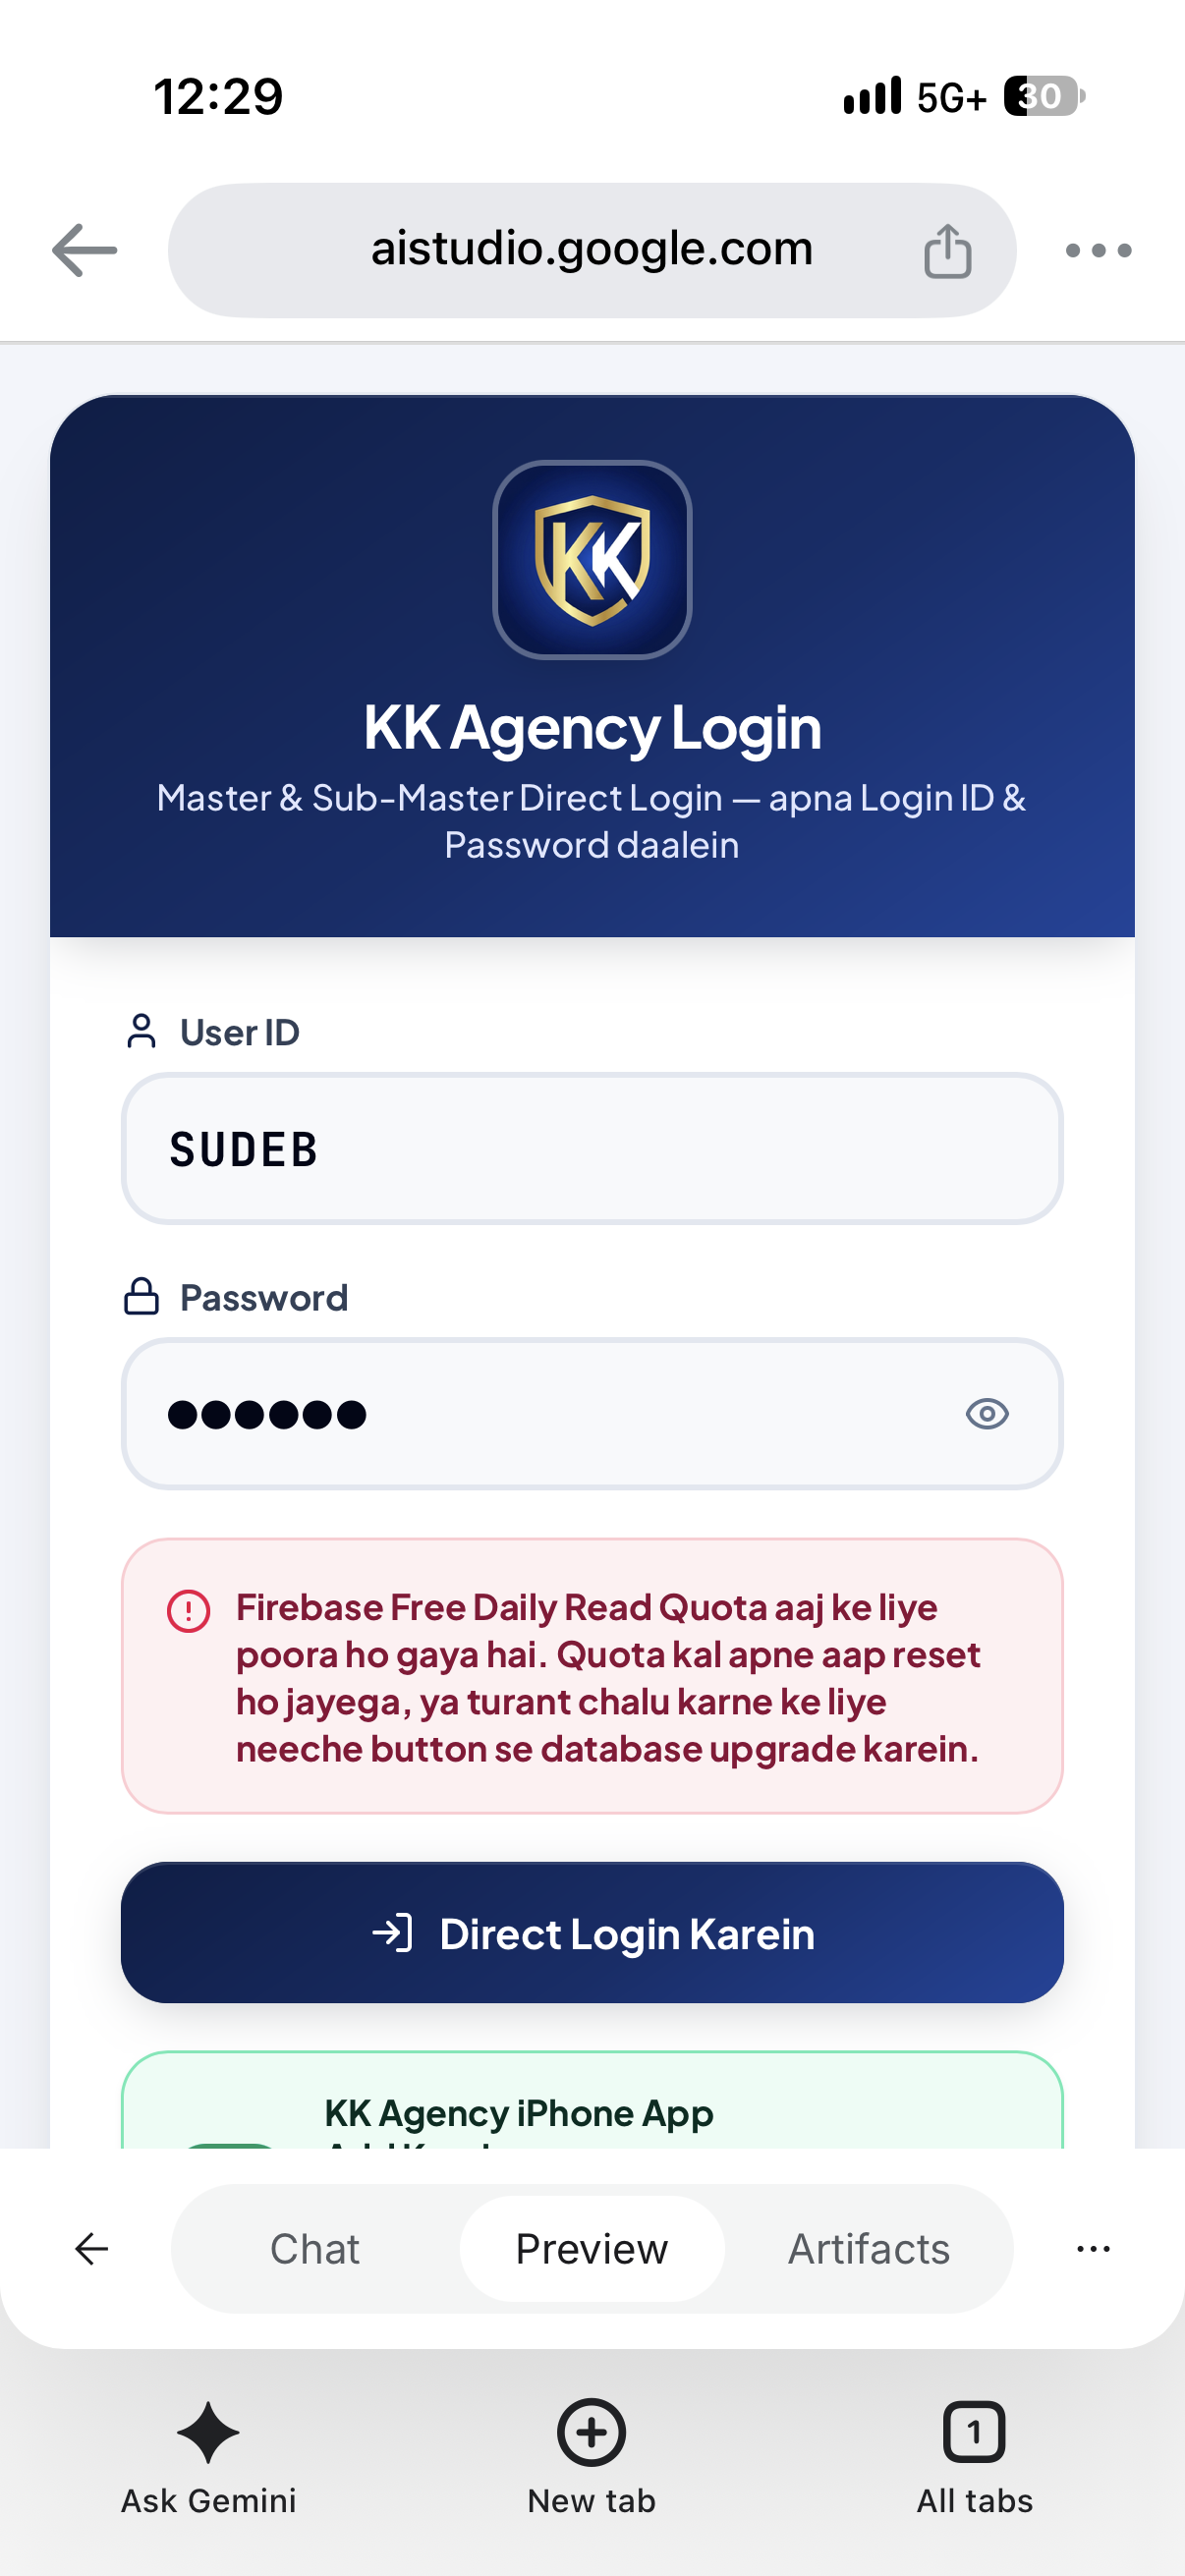 12:29
5G+
30
aistudio.google.com
KK
KK Agency Login
Master & Sub-Master Direct Login — apna Login ID &
Password daalein
User ID
SUDEB
Password
Firebase Free Daily Read Quota aaj ke liye
poora ho gaya hai. Quota kal apne aap reset
ho jayega, ya turant chalu karne ke liye
neeche button se database upgrade karein.
Direct Login Karein
KK Agency iPhone App
Chat
Preview
Artifacts
Ask Gemini
New tab
1
All tabs